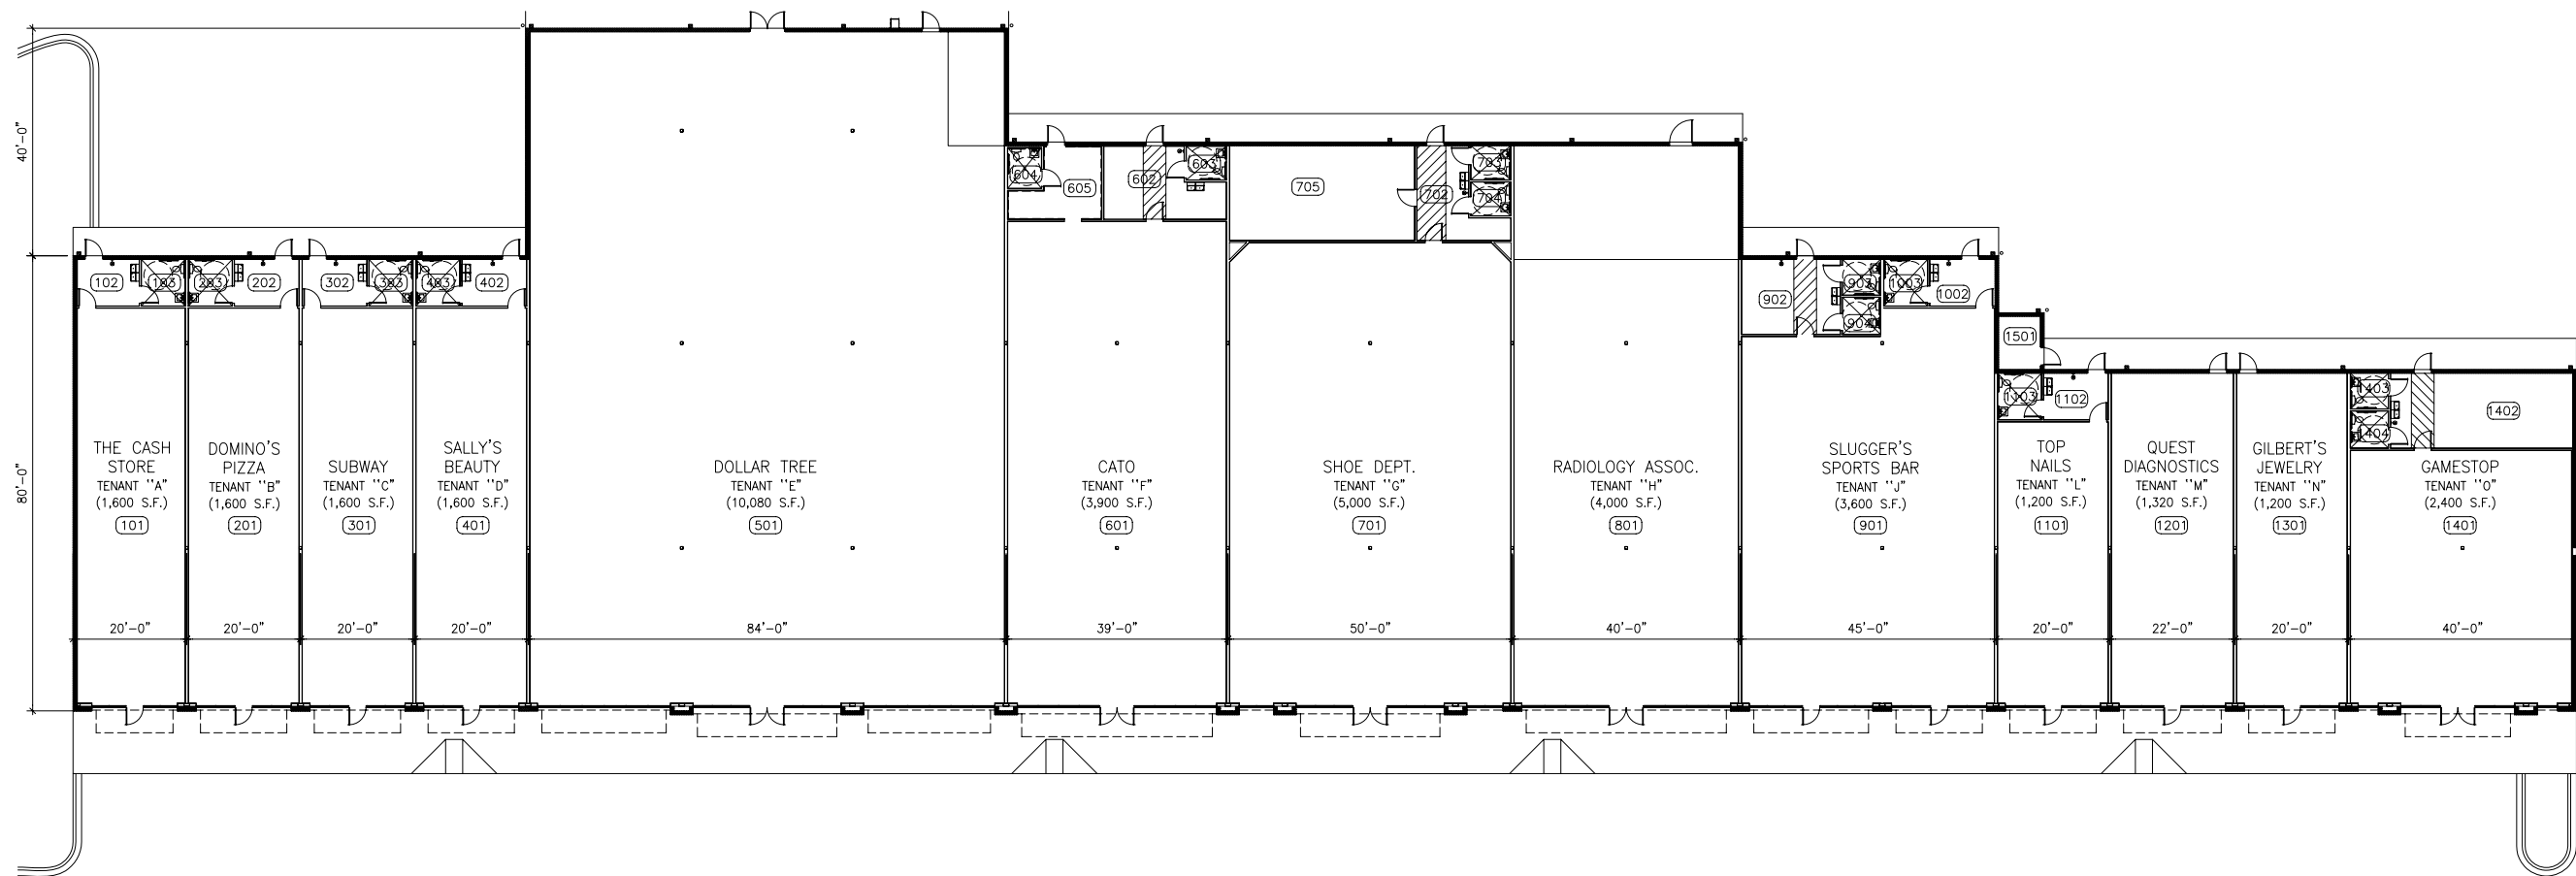 40'-0"
80'-0"
604
605
602
603
705
702
703
704
102
103
203
202
302
303
403
402
902
903
904
1003
1002
1501
1103
1102
1403
1404
1402
THE CASH
STORE
TENANT "A"
(1,600 S.F.)
101
DOMINO'S
PIZZA
TENANT "B"
(1,600 S.F.)
201
SUBWAY
TENANT "C"
(1,600 S.F.)
301
SALLY'S
BEAUTY
TENANT "D"
(1,600 S.F.)
401
DOLLAR TREE
TENANT "E"
(10,080 S.F.)
501
CATO
TENANT "F"
(3,900 S.F.)
601
SHOE DEPT.
TENANT "G"
(5,000 S.F.)
701
RADIOLOGY ASSOC.
TENANT "H"
(4,000 S.F.)
801
SLUGGER'S
SPORTS BAR
TENANT "J"
(3,600 S.F.)
901
TOP
NAILS
TENANT "L"
(1,200 S.F.)
1101
QUEST
DIAGNOSTICS
TENANT "M"
(1,320 S.F.)
1201
GILBERT'S
JEWELRY
TENANT "N"
(1,200 S.F.)
1301
GAMESTOP
TENANT "O"
(2,400 S.F.)
1401
20'-0"
20'-0"
20'-0"
20'-0"
84'-0"
39'-0"
50'-0"
40'-0"
45'-0"
20'-0"
22'-0"
20'-0"
40'-0"